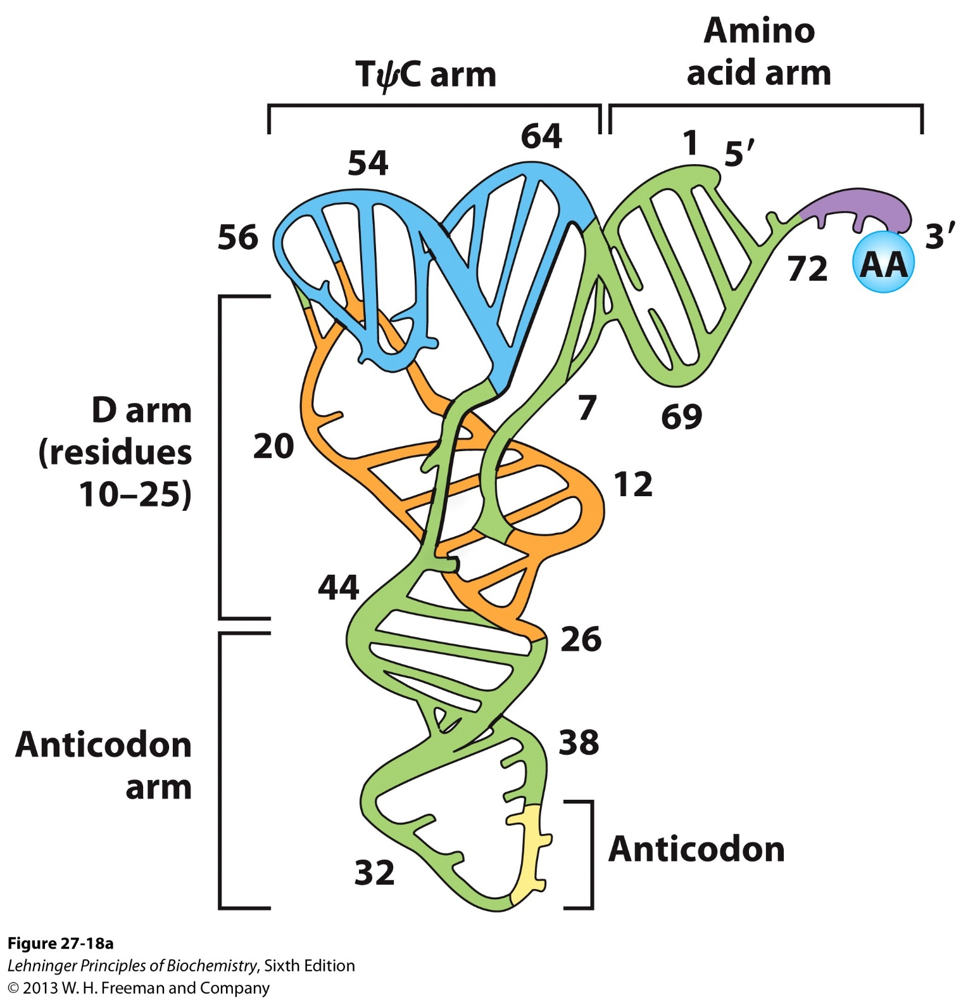 Amino
acid arm
TψC arm
64
1
5′
54
56
3′
72
AA
D arm
(residues
10–25)
7
69
20
12
44
26
Anticodon
arm
38
Anticodon
32
Figure 27-18a
Lehninger Principles of Biochemistry, Sixth Edition
© 2013 W. H. Freeman and Company